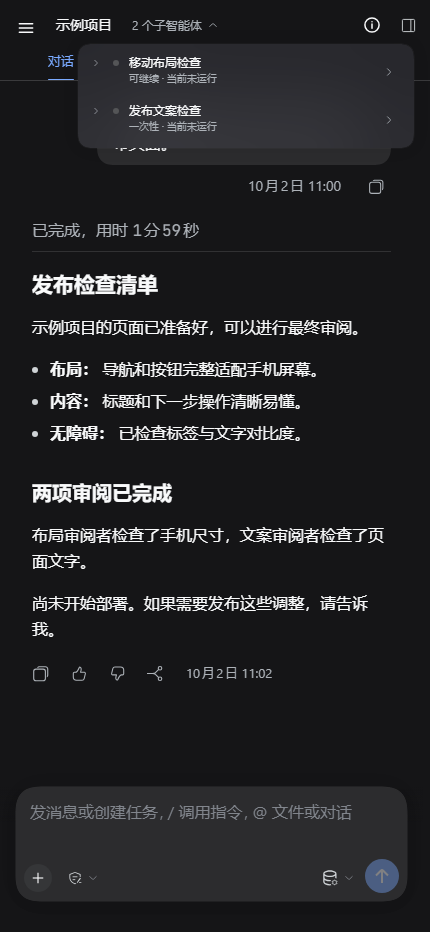 示例项目
2 个子智能体
对话
移动布局检查
可继续 · 当前未运行
发布文案检查
一次性 · 当前未运行
10月2日 11:00
已完成，用时 1分59秒
发布检查清单
示例项目的页面已准备好，可以进行最终审阅。
• 布局： 导航和按钮完整适配手机屏幕。
• 内容： 标题和下一步操作清晰易懂。
• 无障碍： 已检查标签与文字对比度。
两项审阅已完成
布局审阅者检查了手机尺寸，文案审阅者检查了页
面文字。
尚未开始部署。如果需要发布这些调整，请告诉
我。
10月2日 11:02
发消息或创建任务, / 调用指令, @ 文件或对话